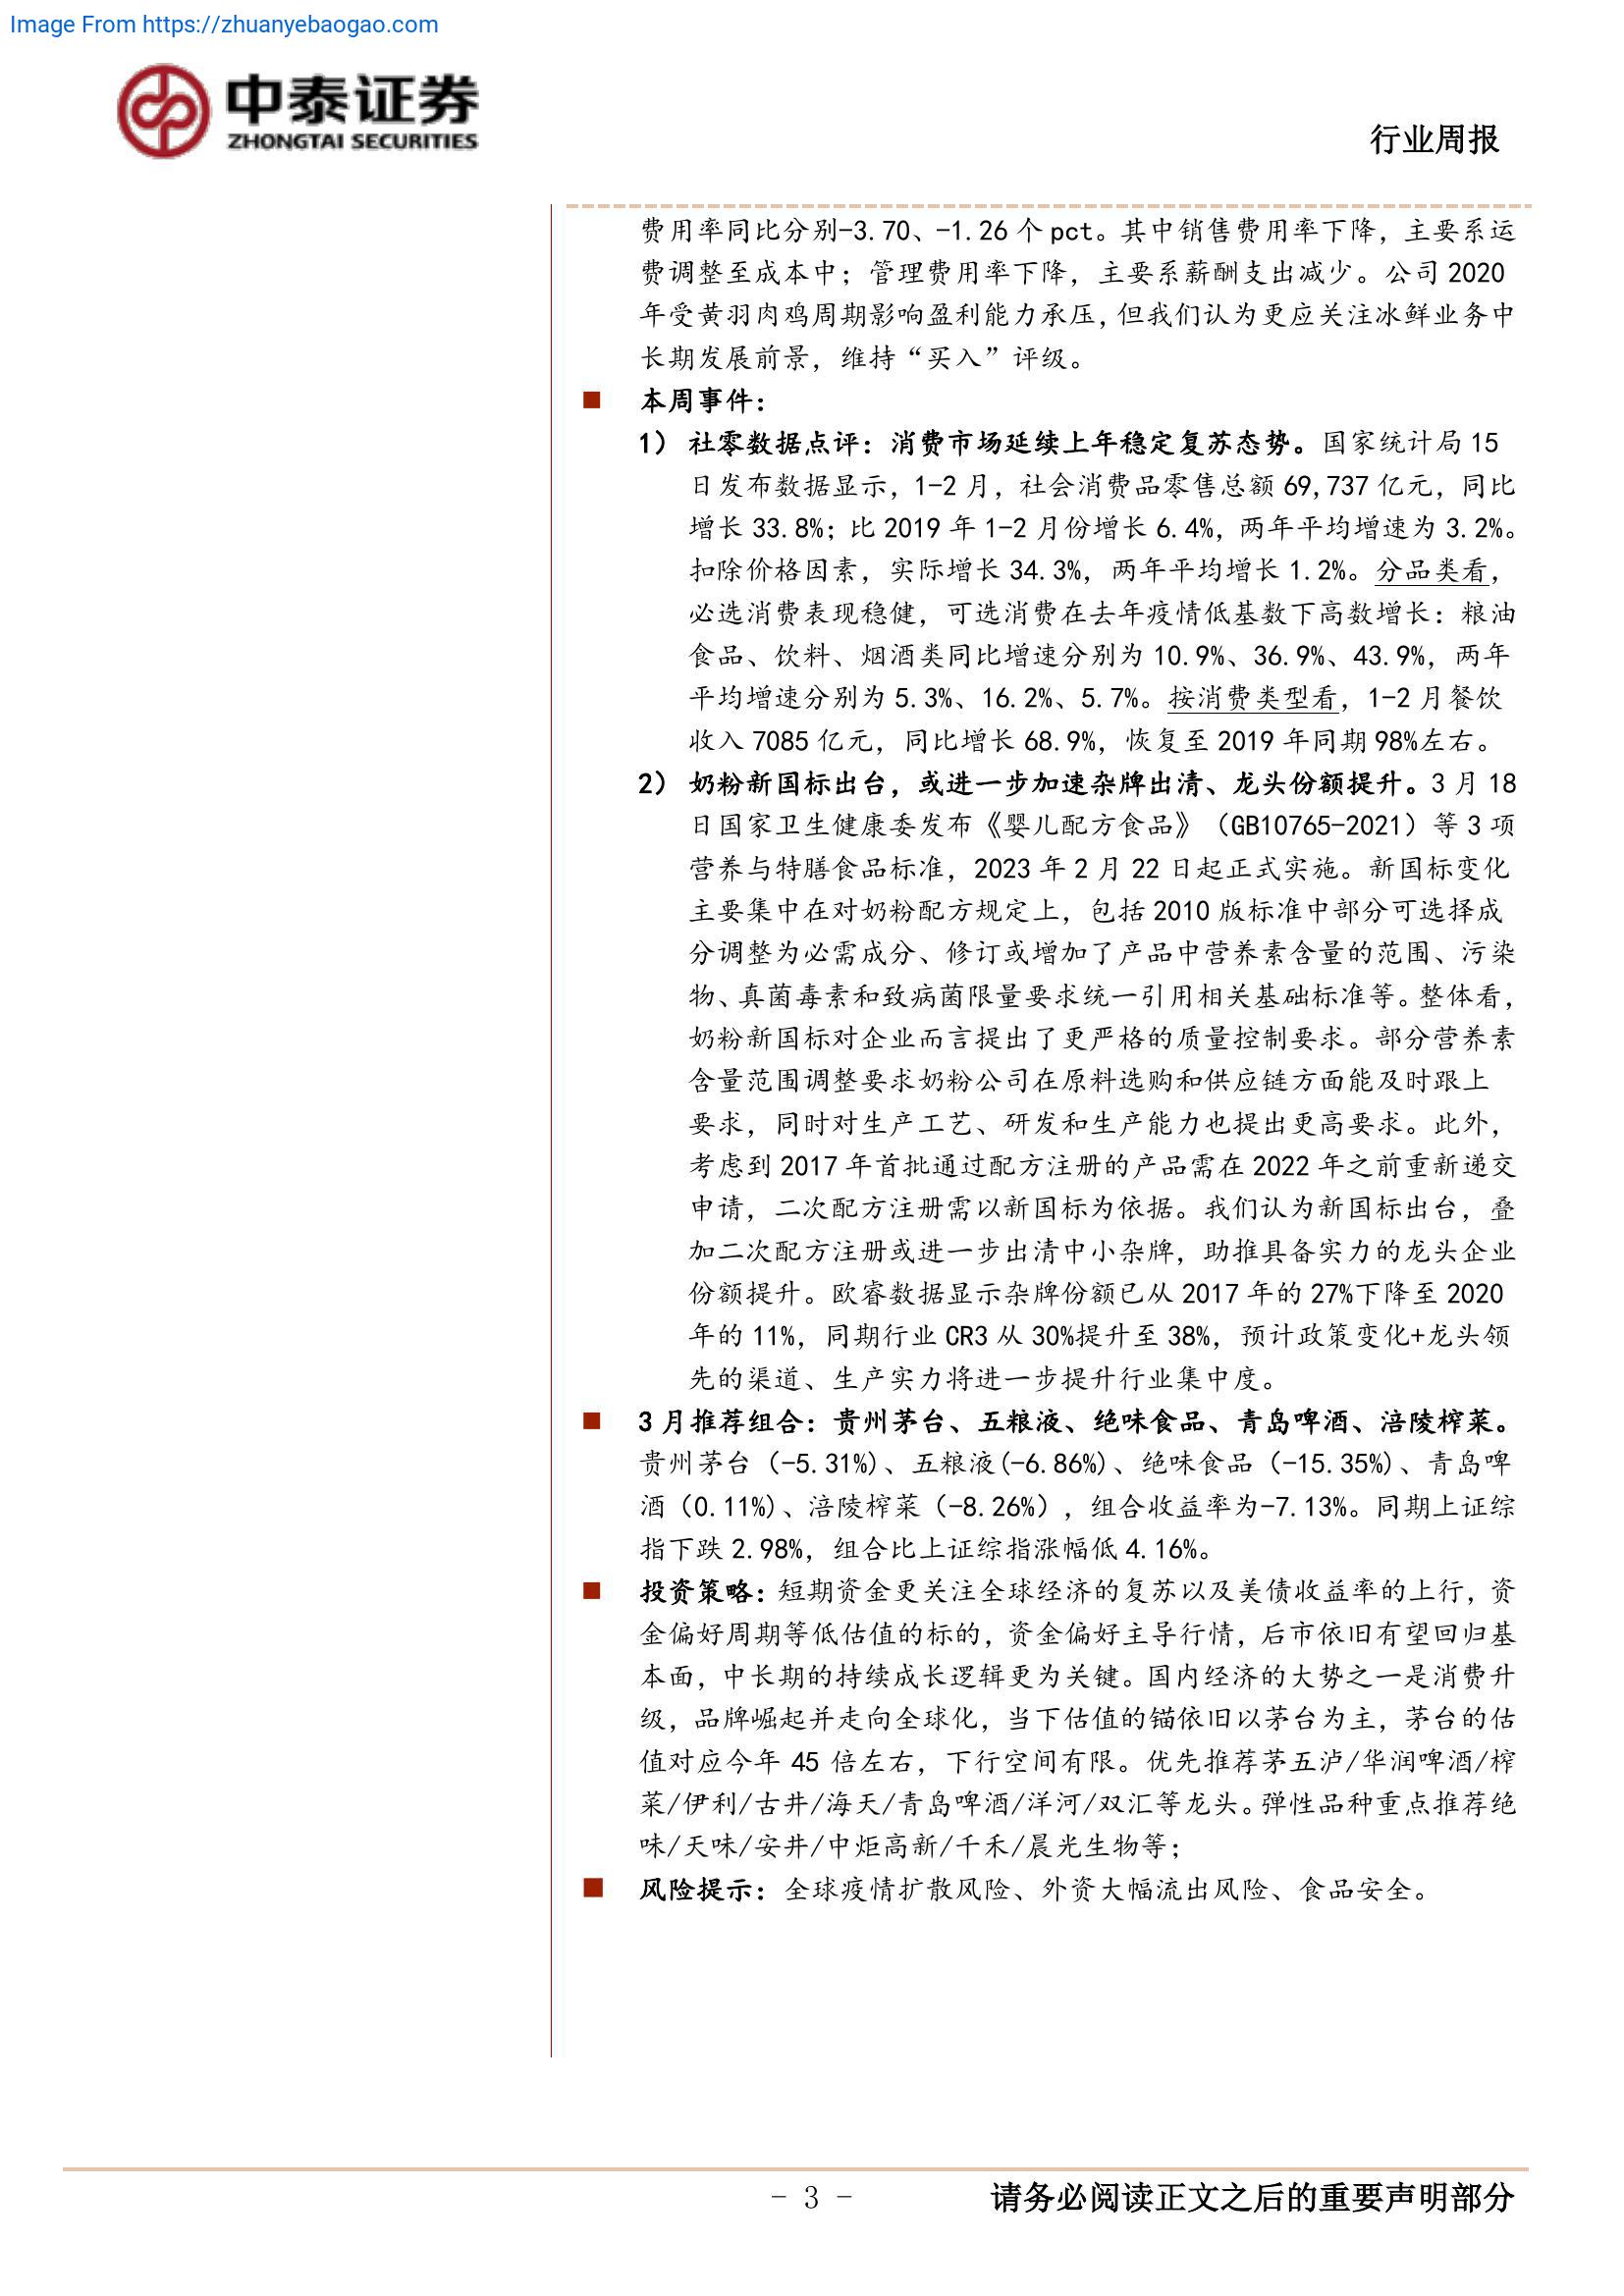 Image From https://zhuanyebaogao.com
中泰证券
ZHONGTAI SECURITIES
行业周报
费用率同比分别-3.70、-1.26 个 pct。其中销售费用率下降，主要系运
费调整至成本中；管理费用率下降，主要系薪酬支出减少。公司 2020
年受黄羽肉鸡周期影响盈利能力承压，但我们认为更应关注冰鲜业务中
长期发展前景，维持“买入”评级。
■ 本周事件：
1） 社零数据点评：消费市场延续上年稳定复苏态势。国家统计局 15
日发布数据显示，1-2 月，社会消费品零售总额 69,737 亿元，同比
增长 33.8%；比 2019 年 1-2 月份增长 6.4%，两年平均增速为 3.2%。
扣除价格因素，实际增长 34.3%，两年平均增长 1.2%。分品类看，
必选消费表现稳健，可选消费在去年疫情低基数下高数增长：粮油
食品、饮料、烟酒类同比增速分别为 10.9%、36.9%、43.9%，两年
平均增速分别为 5.3%、16.2%、5.7%。按消费类型看，1-2 月餐饮
收入 7085 亿元，同比增长 68.9%，恢复至 2019 年同期 98%左右。
2） 奶粉新国标出台，或进一步加速杂牌出清、龙头份额提升。3 月 18
日国家卫生健康委发布《婴儿配方食品》（GB10765-2021）等 3 项
营养与特膳食品标准，2023 年 2 月 22 日起正式实施。新国标变化
主要集中在对奶粉配方规定上，包括 2010 版标准中部分可选择成
分调整为必需成分、修订或增加了产品中营养素含量的范围、污染
物、真菌毒素和致病菌限量要求统一引用相关基础标准等。整体看，
奶粉新国标对企业而言提出了更严格的质量控制要求。部分营养素
含量范围调整要求奶粉公司在原料选购和供应链方面能及时跟上
要求，同时对生产工艺、研发和生产能力也提出更高要求。此外，
考虑到 2017 年首批通过配方注册的产品需在 2022 年之前重新递交
申请，二次配方注册需以新国标为依据。我们认为新国标出台，叠
加二次配方注册或进一步出清中小杂牌，助推具备实力的龙头企业
份额提升。欧睿数据显示杂牌份额已从 2017 年的 27%下降至 2020
年的 11%，同期行业 CR3 从 30%提升至 38%，预计政策变化+龙头领
先的渠道、生产实力将进一步提升行业集中度。
■ 3 月推荐组合：贵州茅台、五粮液、绝味食品、青岛啤酒、涪陵榨菜。
贵州茅台（-5.31%)、五粮液(-6.86%)、绝味食品（-15.35%)、青岛啤
酒（0.11%)、涪陵榨菜（-8.26%），组合收益率为-7.13%。同期上证综
指下跌 2.98%，组合比上证综指涨幅低 4.16%。
■ 投资策略：短期资金更关注全球经济的复苏以及美债收益率的上行，资
金偏好周期等低估值的标的，资金偏好主导行情，后市依旧有望回归基
本面，中长期的持续成长逻辑更为关键。国内经济的大势之一是消费升
级，品牌崛起并走向全球化，当下估值的锚依旧以茅台为主，茅台的估
值对应今年 45 倍左右，下行空间有限。优先推荐茅五泸/华润啤酒/榨
菜/伊利/古井/海天/青岛啤酒/洋河/双汇等龙头。弹性品种重点推荐绝
味/天味/安井/中炬高新/千禾/晨光生物等；
■ 风险提示：全球疫情扩散风险、外资大幅流出风险、食品安全。
- 3 -
请务必阅读正文之后的重要声明部分